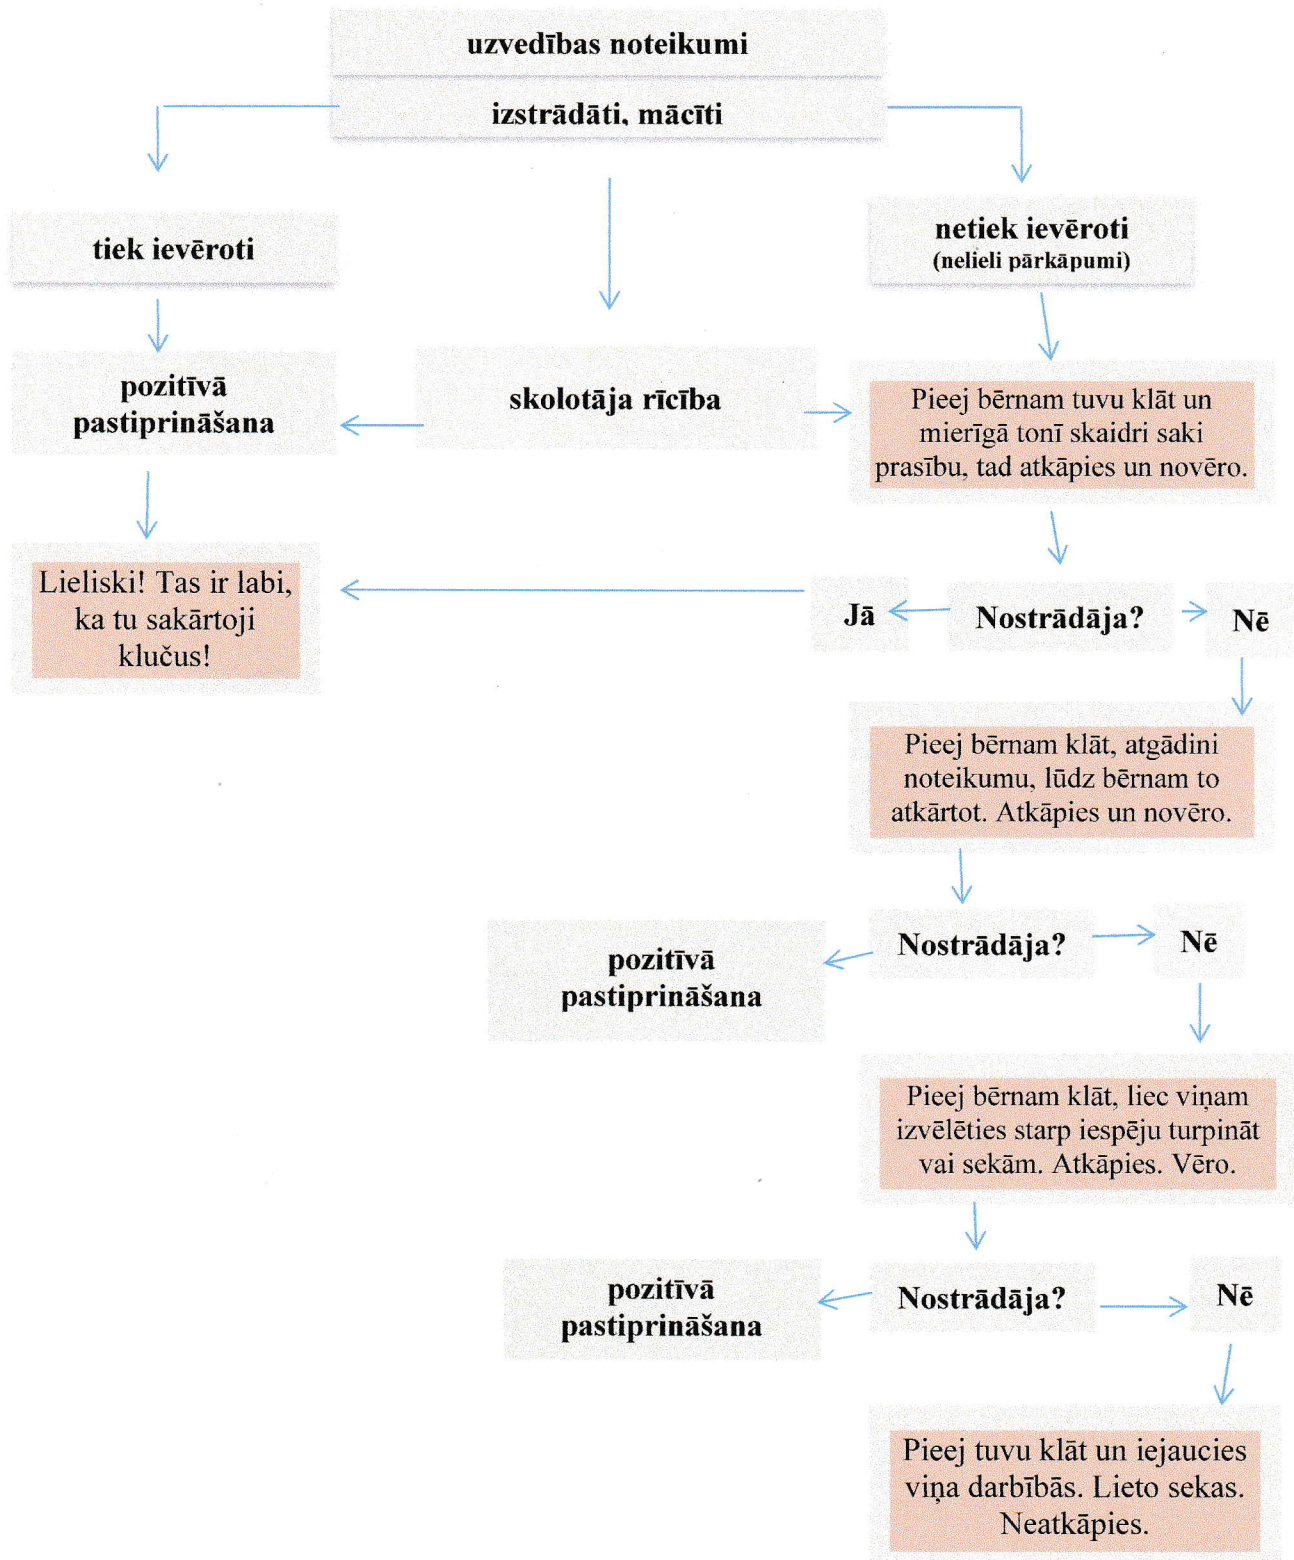 uzvedības noteikumi
izstrādāti, mācīti
tiek ievēroti
netiek ievēroti
(nelieli pārkāpumi)
pozitīvā
pastiprināšana
skolotāja rīcība
Pieej bērnam tuvu klāt un
mierīgā tonī skaidri saki
prasību, tad atkāpies un novēro.
Lieliski! Tas ir labi,
ka tu sakārtoji
klučus!
Jā
Nostrādāja?
Nē
Pieej bērnam klāt, atgādini
noteikumu, lūdz bērnam to
atkārtot. Atkāpies un novēro.
pozitīvā
pastiprināšana
Nostrādāja?
Nē
Pieej bērnam klāt, liec viņam
izvēlēties starp iespēju turpināt
vai sekām. Atkāpies. Vēro.
pozitīvā
pastiprināšana
Nostrādāja?
Nē
Pieej tuvu klāt un iejaucies
viņa darbībās. Lieto sekas.
Neatkāpies.